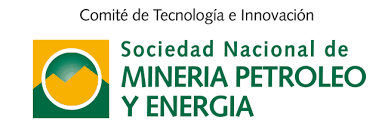 Comité de Tecnología e Innovación
Sociedad Nacional de
MINERIA PETROLEO
Y ENERGIA